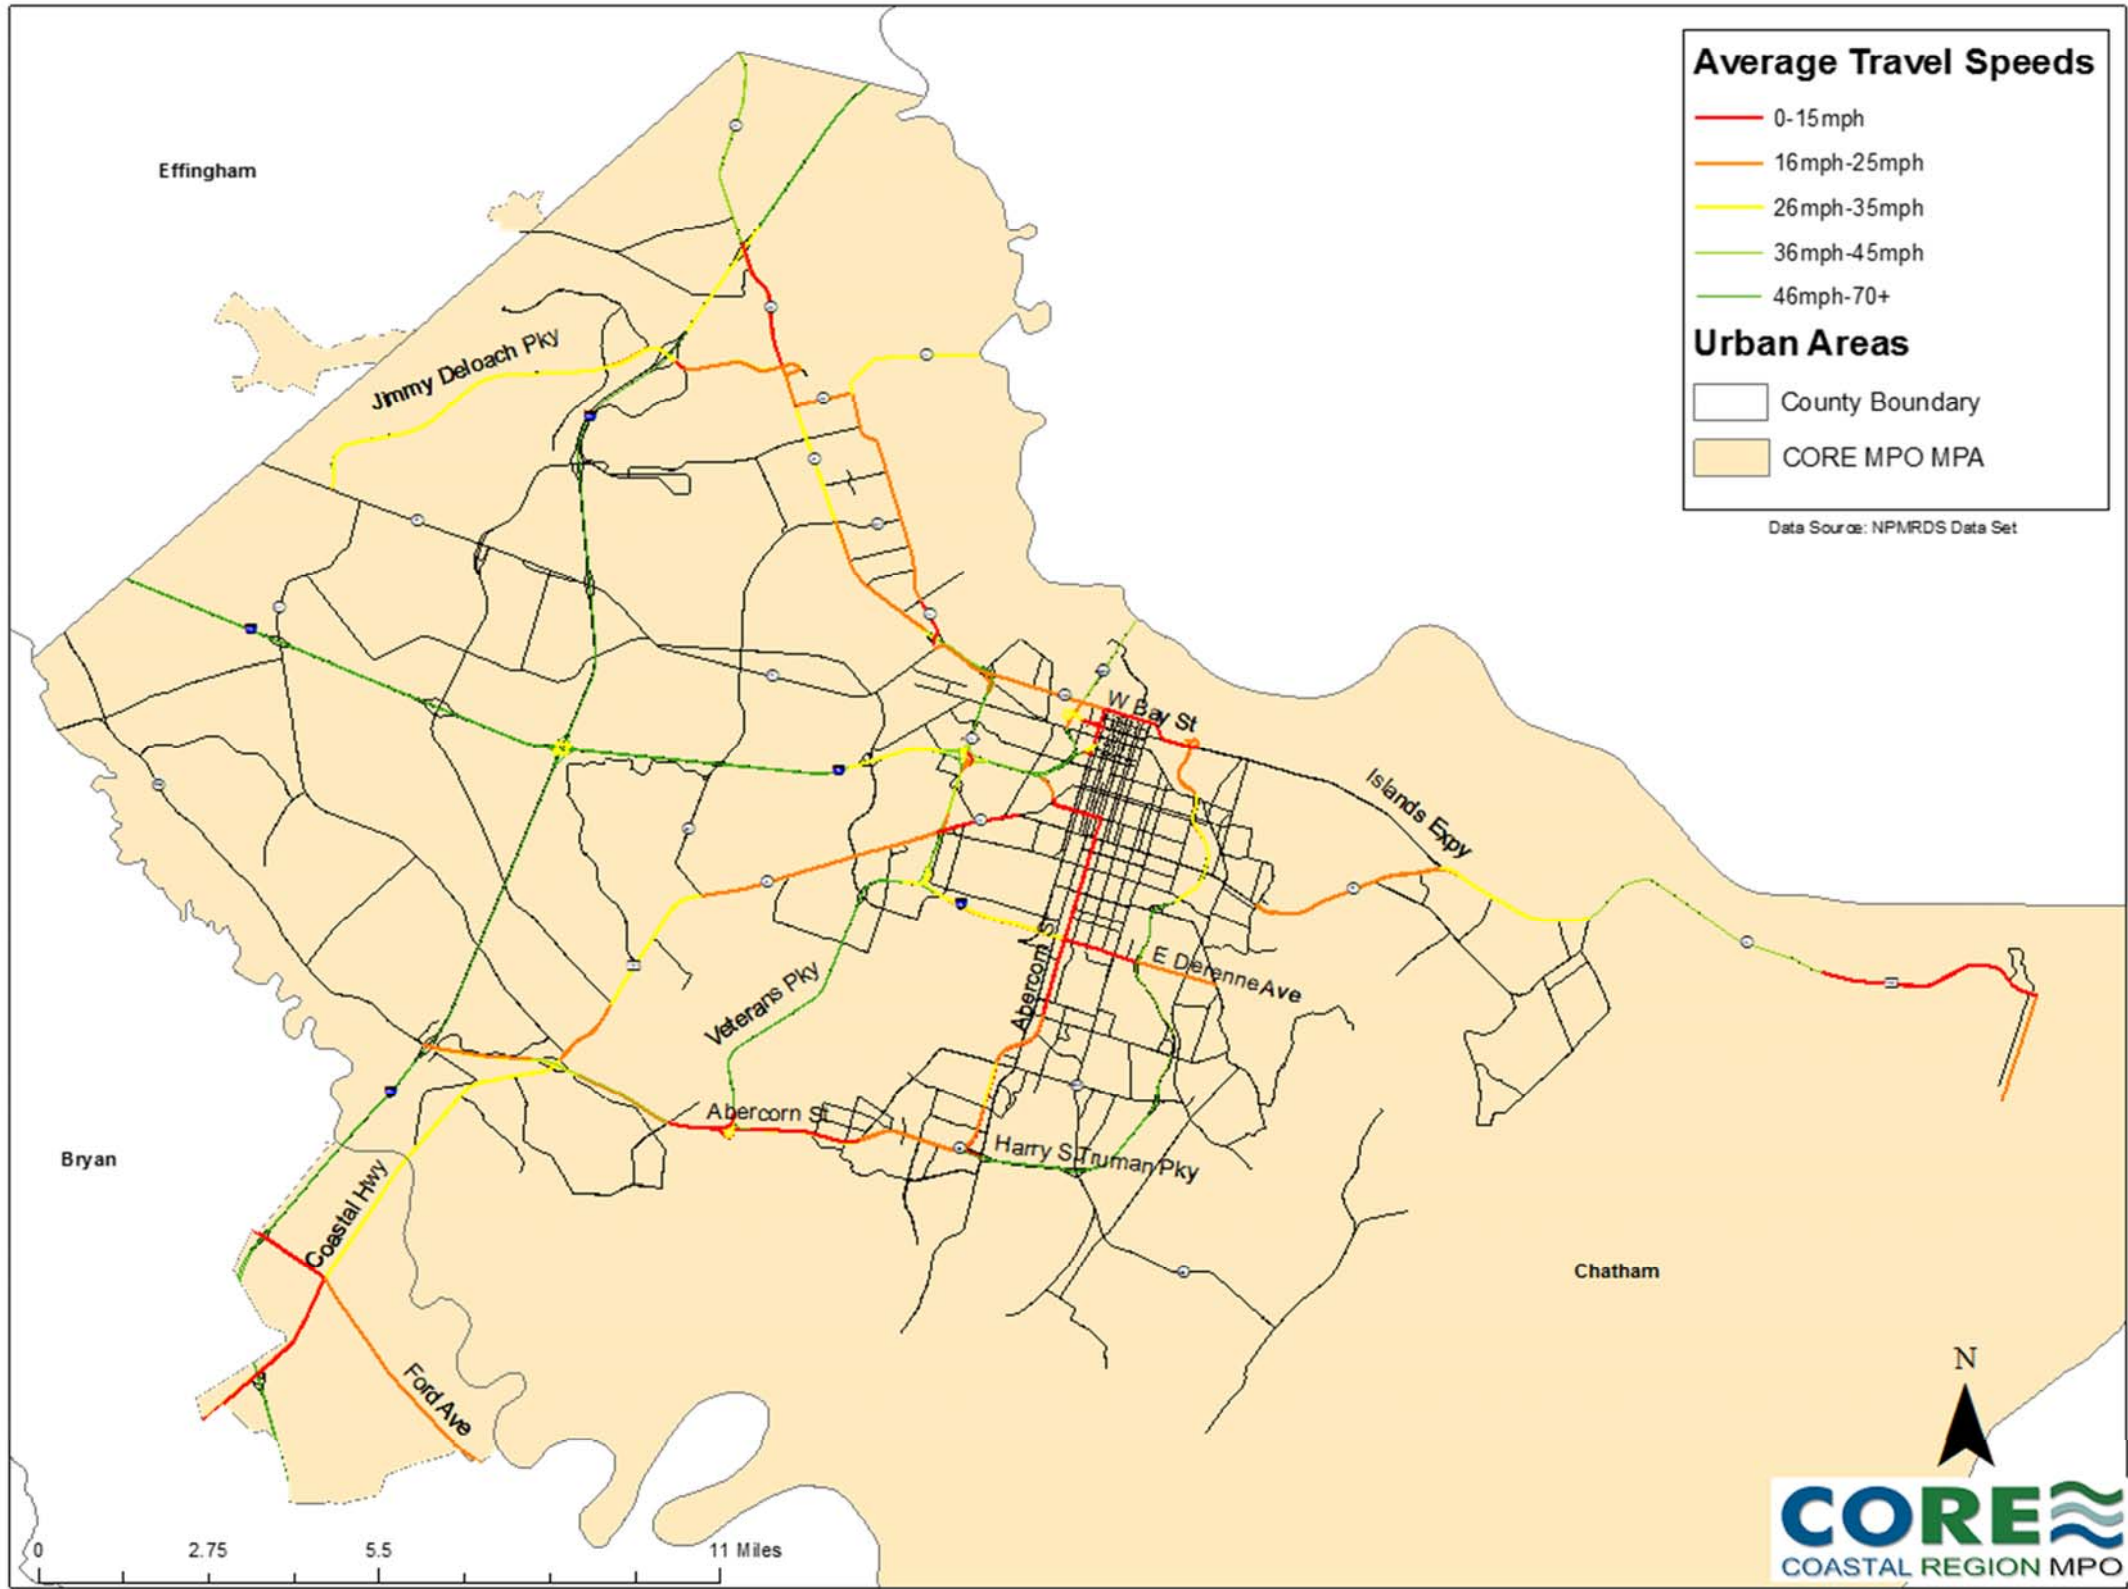 Average Travel Speeds
0-15mph
16mph-25mph
26mph-35mph
36mph-45mph
46mph-70+
Urban Areas
County Boundary
CORE MPO MPA
Data Source: NPMRDS Data Set
Effingham
Jimmy Deloach Pky
W Bay St
Islands Expy
E Derenne Ave
Abercorn St
Veterans Pky
Abercorn St
Harry S Truman Pky
Bryan
Coastal Hwy
Chatham
Ford Ave
N
0 2.75 5.5 11 Miles
CORE
COASTAL REGION MPO